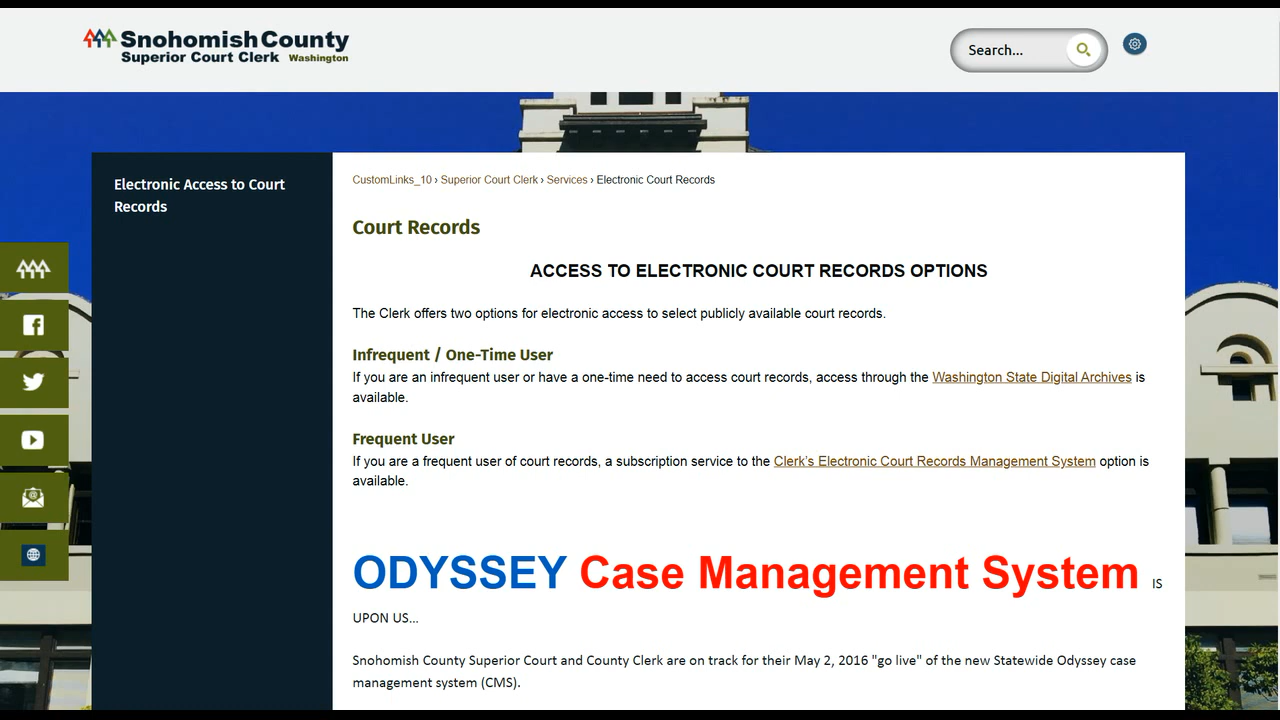 Snohomish County
Superior Court Clerk Washington
Search...
Electronic Access to Court
Records
CustomLinks_10 › Superior Court Clerk › Services › Electronic Court Records
Court Records
ACCESS TO ELECTRONIC COURT RECORDS OPTIONS
The Clerk offers two options for electronic access to select publicly available court records.
Infrequent / One-Time User
If you are an infrequent user or have a one-time need to access court records, access through the Washington State Digital Archives is
available.
Frequent User
If you are a frequent user of court records, a subscription service to the Clerk's Electronic Court Records Management System option is
available.
ODYSSEY Case Management System IS
UPON US...
Snohomish County Superior Court and County Clerk are on track for their May 2, 2016 "go live" of the new Statewide Odyssey case
management system (CMS).